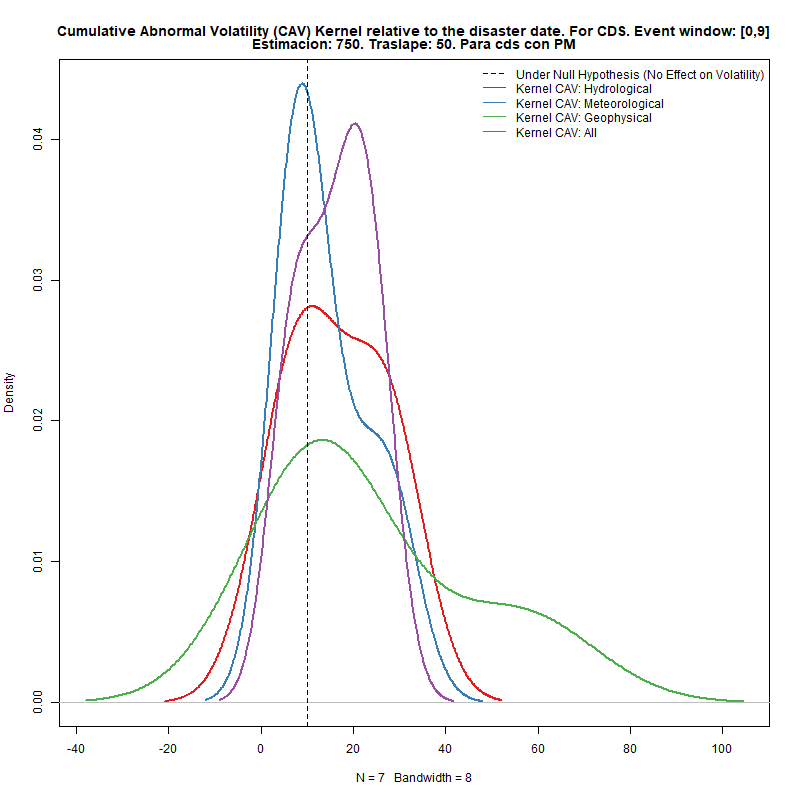 Cumulative Abnormal Volatility (CAV) Kernel relative to the disaster date. For CDS. Event window: [0,9]
Estimacion: 750. Traslape: 50. Para cds con PM
Under Null Hypothesis (No Effect on Volatility)
Kernel CAV: Hydrological
Kernel CAV: Meteorological
Kernel CAV: Geophysical
Kernel CAV: All
Density
0.04
0.03
0.02
0.01
0.00
-40 -20 0 20 40 60 80 100
N = 7 Bandwidth = 8